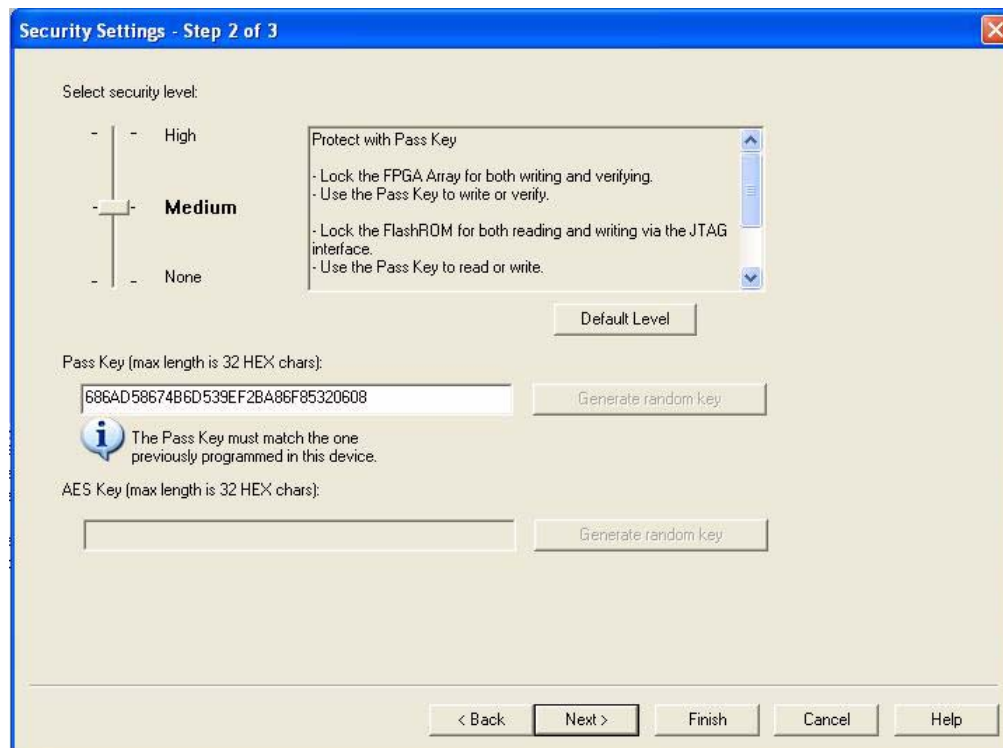 Security Settings - Step 2 of 3
Select security level:
High
Medium
None
Protect with Pass Key
- Lock the FPGA Array for both writing and verifying.
- Use the Pass Key to write or verify.
- Lock the FlashROM for both reading and writing via the JTAG
interface.
- Use the Pass Key to read or write.
Default Level
Pass Key (max length is 32 HEX chars):
686AD58674B6D539EF2BA86F85320608
Generate random key
The Pass Key must match the one
previously programmed in this device.
AES Key (max length is 32 HEX chars):
Generate random key
< Back
Next >
Finish
Cancel
Help